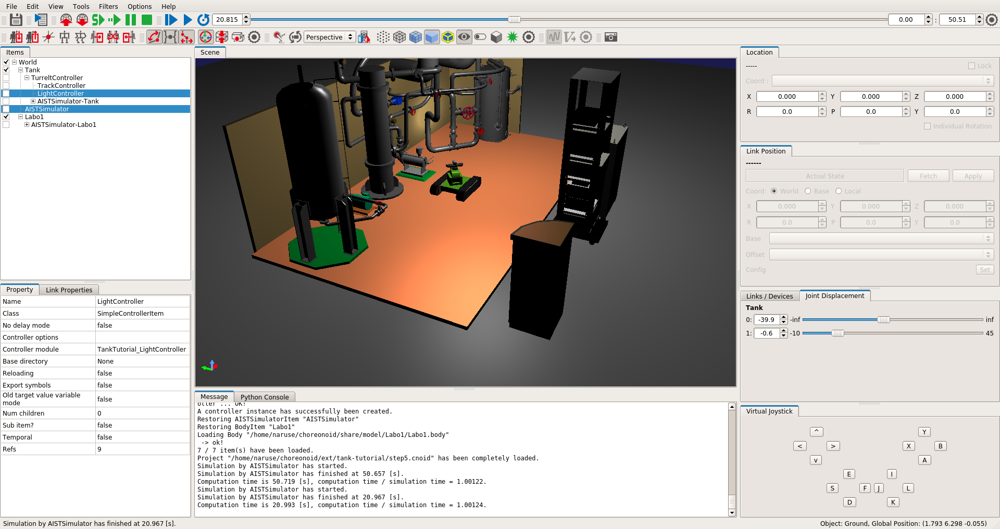 File Edit View Tools Filters Options Help
20.815 0.00 : 50.51
Perspective
Items
World
Tank
TurreltController
TrackController
LightController
AISTSimulator-Tank
AISTSimulator
Labo1
AISTSimulator-Labo1
Property Link Properties
Name LightController
Class SimpleControllerItem
No delay mode false
Controller options
Controller module TankTutorial_LightController
Base directory None
Reloading false
Export symbols false
Old target value variable
mode false
Num children 0
Sub item? false
Temporal false
Refs 9
Scene
Message Python Console
oller ... OK!
A controller instance has successfully been created.
Restoring AISTSimulatorItem "AISTSimulator"
Restoring BodyItem "Labo1"
Loading Body "/home/naruse/choreonoid/share/model/Labo1/Labo1.body"
-> ok!
7 / 7 item(s) have been loaded.
Project "/home/naruse/choreonoid/ext/tank-tutorial/step5.cnoid" has been completely loaded.
Simulation by AISTSimulator has started.
Simulation by AISTSimulator has finished at 50.657 [s].
Computation time is 50.719 [s], computation time / simulation time = 1.00122.
Simulation by AISTSimulator has started.
Simulation by AISTSimulator has finished at 20.967 [s].
Computation time is 20.993 [s], computation time / simulation time = 1.00124.
Location
----- Lock
Coord :
X 0.000 Y 0.000 Z 0.000
R 0.0 P 0.0 Y 0.0
Individual Rotation
Link Position
------
Actual State Fetch Apply
Coord: World Base Local
X 0.000 Y 0.000 Z 0.000
R 0.0 P 0.0 Y 0.0
Base
Offset
Config Set
Links / Devices Joint Displacement
Tank
0: -39.9 -inf inf
1: -0.6 -10 45
Virtual Joystick
^ Y
< > X B
v A
E I
S F J L
D K
Simulation by AISTSimulator has finished at 20.967 [s]. Object: Ground, Global Position: (1.793 6.298 -0.055)